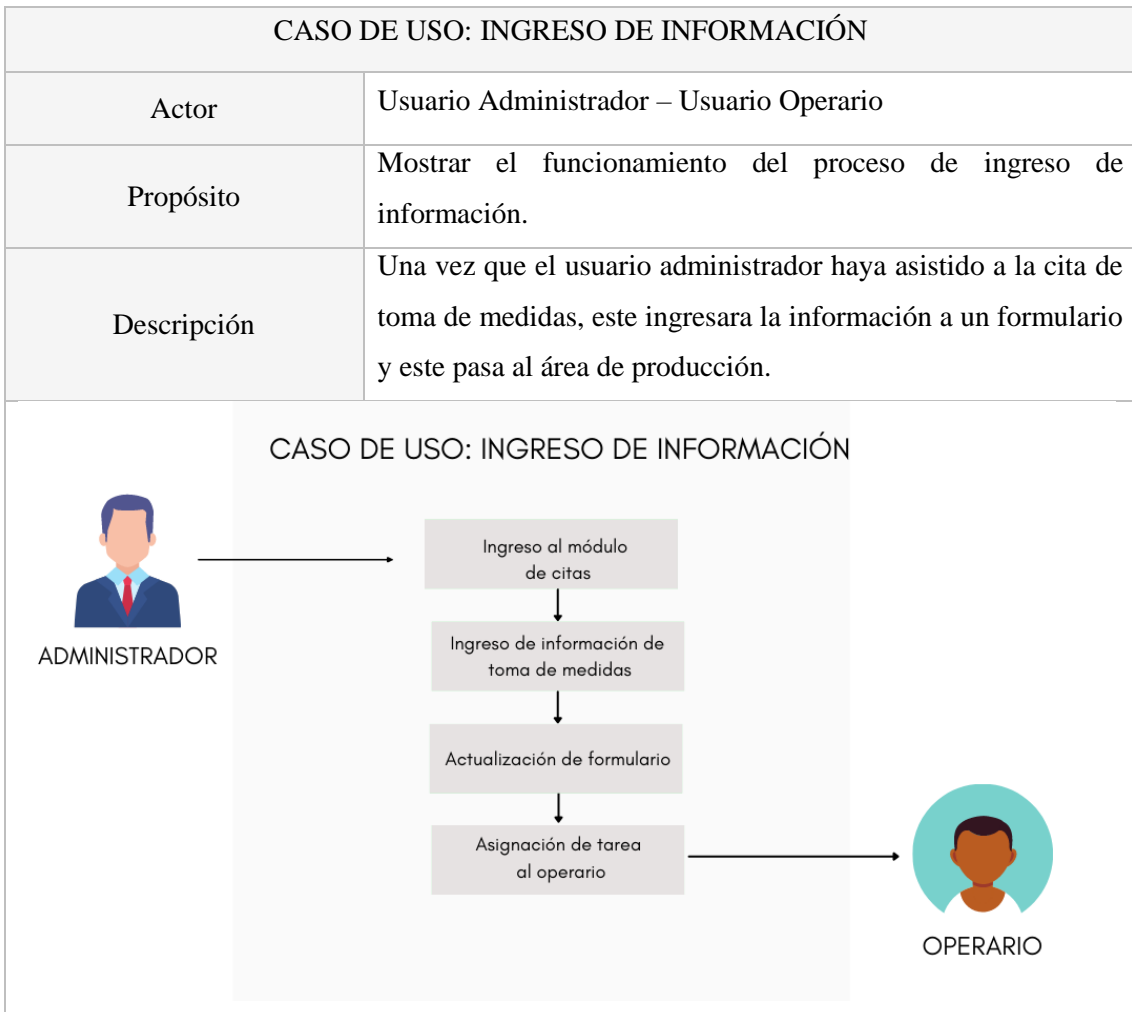 CASO DE USO: INGRESO DE INFORMACIÓN
Actor
Usuario Administrador – Usuario Operario
Propósito
Mostrar el funcionamiento del proceso de ingreso de
información.
Descripción
Una vez que el usuario administrador haya asistido a la cita de
toma de medidas, este ingresara la información a un formulario
y este pasa al área de producción.
CASO DE USO: INGRESO DE INFORMACIÓN
Ingreso al módulo
de citas
ADMINISTRADOR
Ingreso de información de
toma de medidas
Actualización de formulario
Asignación de tarea
al operario
OPERARIO